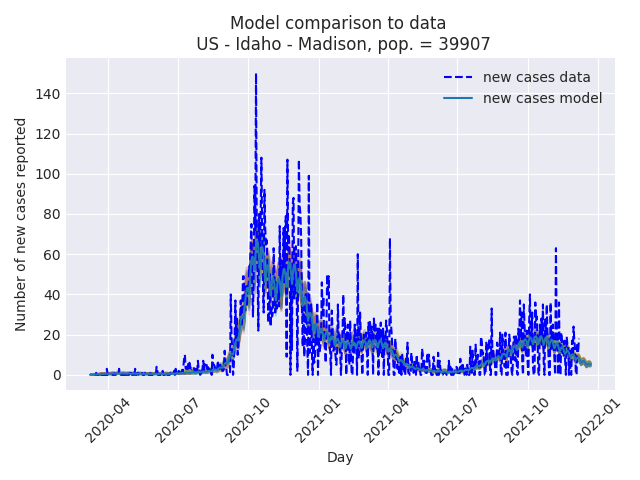 Model comparison to data
US - Idaho - Madison, pop. = 39907
new cases data
new cases model
Number of new cases reported
140
120
100
80
60
40
20
0
2020-04
2020-07
2020-10
2021-01
2021-04
2021-07
2021-10
2022-01
Day